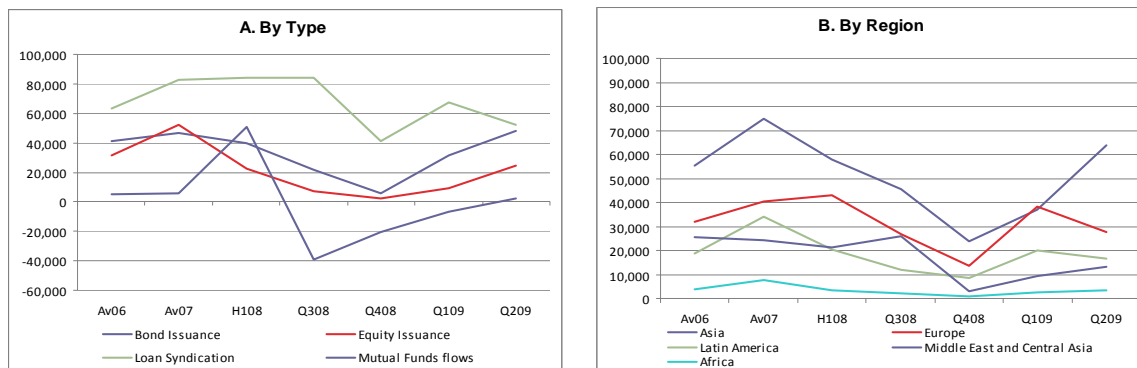 A. By Type
100,000
80,000
60,000
40,000
20,000
0
-20,000
-40,000
-60,000
Av06 Av07 H108 Q308 Q408 Q109 Q209
Bond Issuance Equity Issuance
Loan Syndication Mutual Funds flows
B. By Region
100,000
90,000
80,000
70,000
60,000
50,000
40,000
30,000
20,000
10,000
0
Av06 Av07 H108 Q308 Q408 Q109 Q209
Asia Europe
Latin America Middle East and Central Asia
Africa